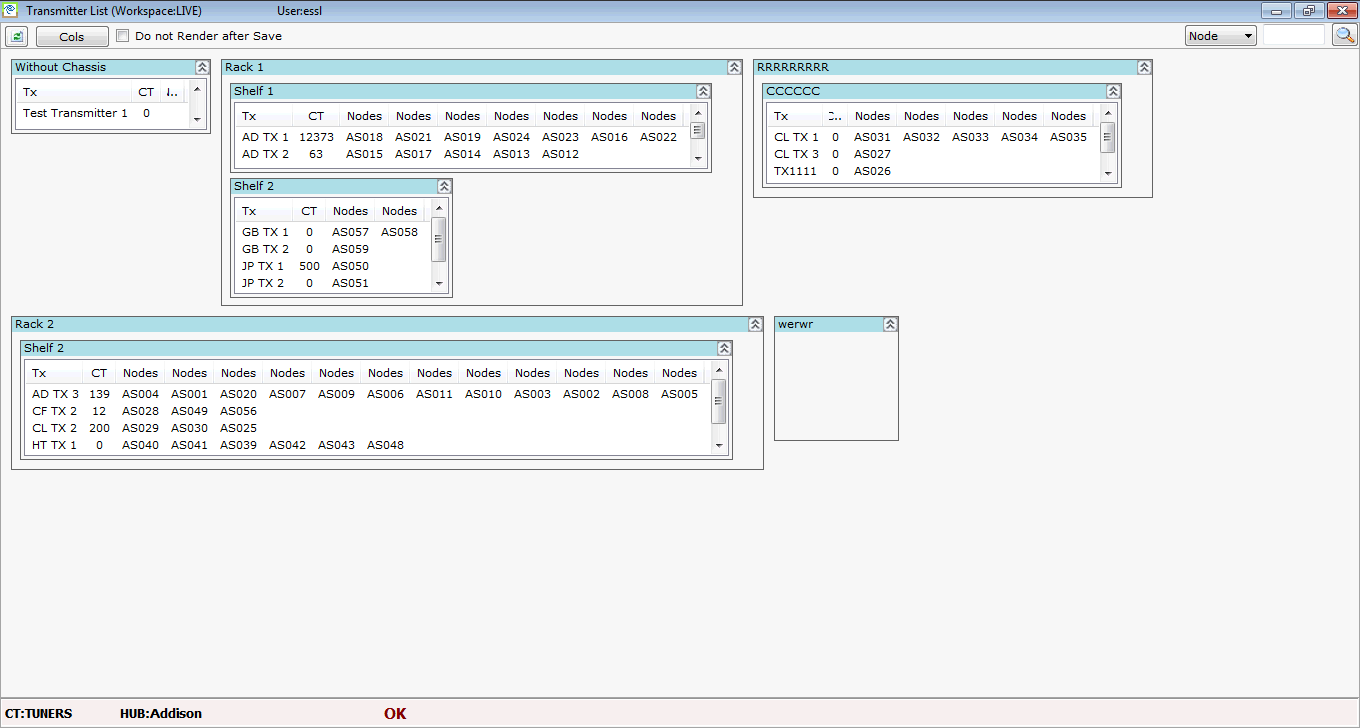 Transmitter List (Workspace:LIVE) User:essl
Cols Do not Render after Save Node
Without Chassis
Tx CT
Test Transmitter 1 0
Rack 1
Shelf 1
Tx CT Nodes Nodes Nodes Nodes Nodes Nodes Nodes
AD TX 1 12373 AS018 AS021 AS019 AS024 AS023 AS016 AS022
AD TX 2 63 AS015 AS017 AS014 AS013 AS012
Shelf 2
Tx CT Nodes Nodes
GB TX 1 0 AS057 AS058
GB TX 2 0 AS059
JP TX 1 500 AS050
JP TX 2 0 AS051
RRRRRRRRR
CCCCCC
Tx Nodes Nodes Nodes Nodes Nodes
CL TX 1 0 AS031 AS032 AS033 AS034 AS035
CL TX 3 0 AS027
TX1111 0 AS026
Rack 2
Shelf 2
Tx CT Nodes Nodes Nodes Nodes Nodes Nodes Nodes Nodes Nodes Nodes Nodes Nodes
AD TX 3 139 AS004 AS001 AS020 AS007 AS009 AS006 AS011 AS010 AS003 AS002 AS008 AS005
CF TX 2 12 AS028 AS049 AS056
CL TX 2 200 AS029 AS030 AS025
HT TX 1 0 AS040 AS041 AS039 AS042 AS043 AS048
werwr
CT:TUNERS HUB:Addison OK